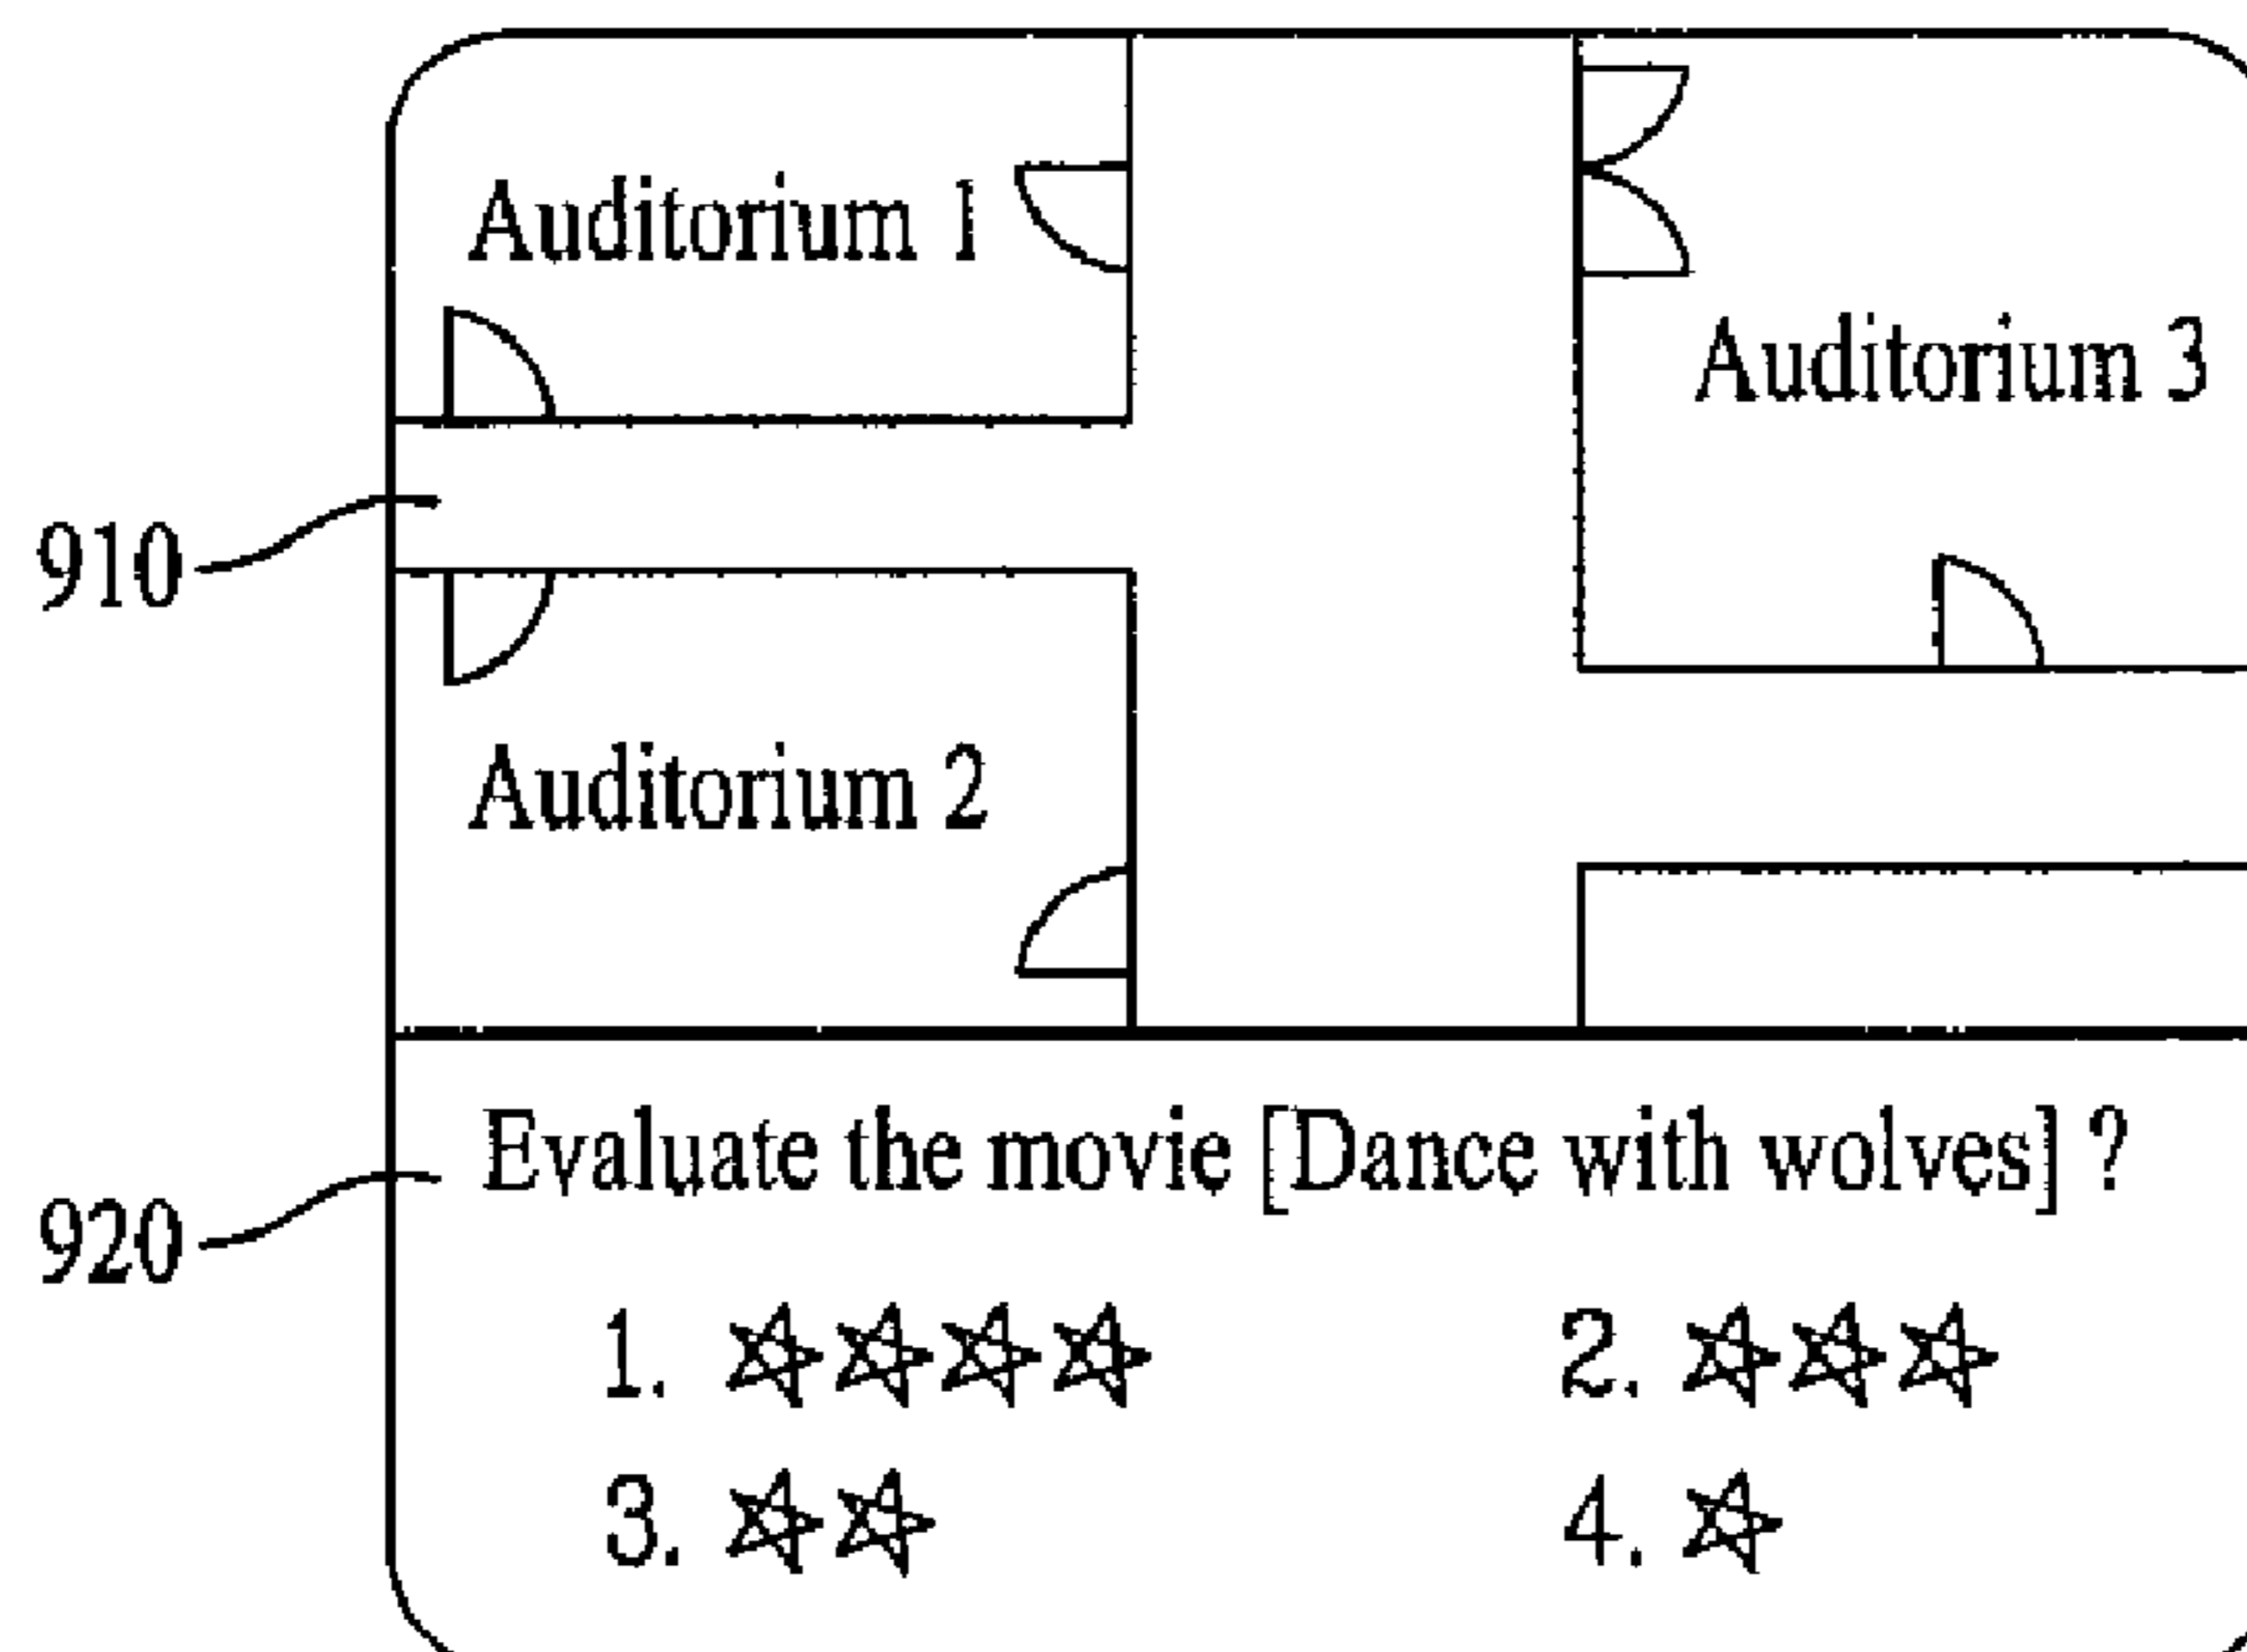 Auditorium 1
Auditorium 3
910
Auditorium 2
920
Evaluate the movie [Dance with wolves] ?
1. ☆☆☆☆ 2. ☆☆☆
3. ☆☆ 4. ☆